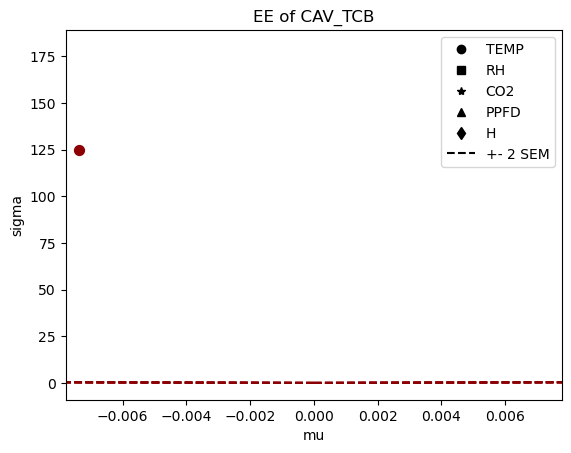 EE of CAV_TCB
TEMP
RH
CO2
PPFD
H
+- 2 SEM
175
150
125
100
75
50
25
0
sigma
−0.006
−0.004
−0.002
0.000
0.002
0.004
0.006
mu